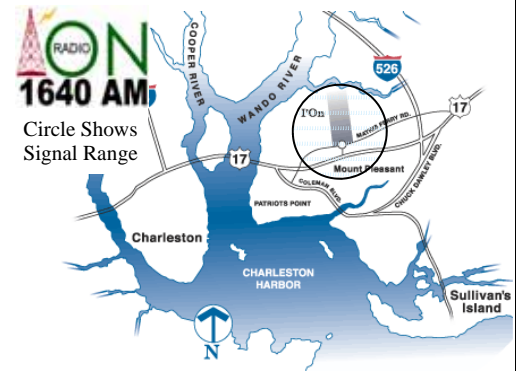 RADIO
ION
1640 AM
Circle Shows
Signal Range
COOPER RIVER
WANDO RIVER
526
I'On
MATHIS FERRY RD.
17
17
Mount Pleasant
COLEMAN BLVD.
CHUCK DAWLEY BLVD.
PATRIOTS POINT
Charleston
CHARLESTON
HARBOR
Sullivan's
Island
N